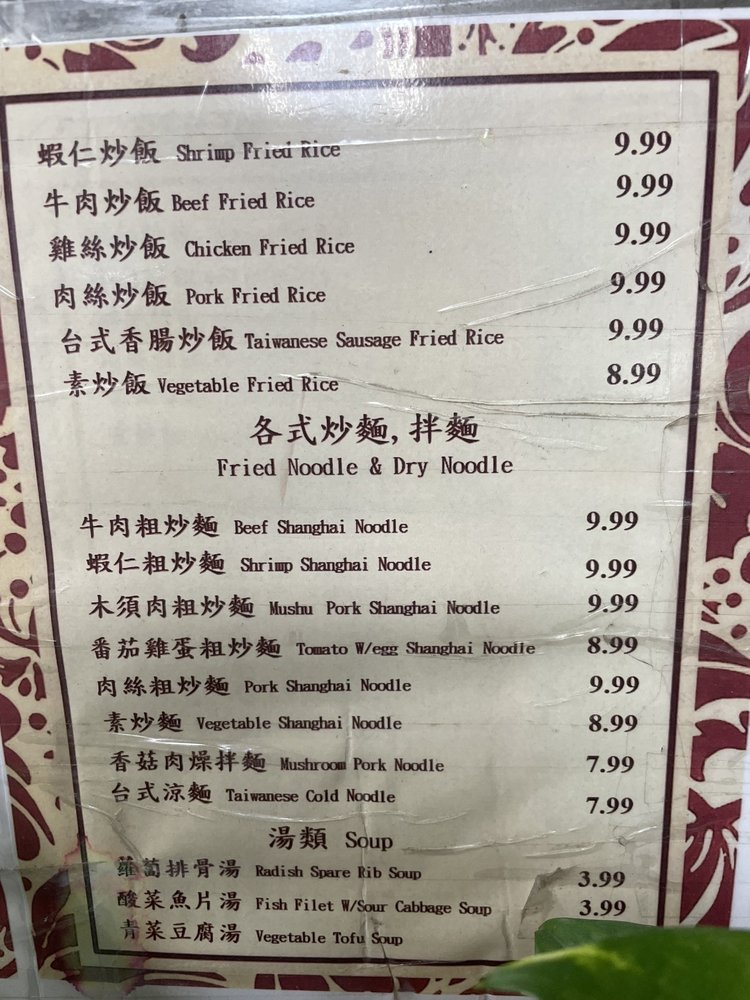 蝦仁炒飯 Shrimp Fried Rice 9.99
牛肉炒飯 Beef Fried Rice 9.99
雞絲炒飯 Chicken Fried Rice 9.99
肉絲炒飯 Pork Fried Rice 9.99
台式香腸炒飯 Taiwanese Sausage Fried Rice 9.99
素炒飯 Vegetable Fried Rice 8.99
各式炒麵, 拌麵
Fried Noodle & Dry Noodle
牛肉粗炒麵 Beef Shanghai Noodle 9.99
蝦仁粗炒麵 Shrimp Shanghai Noodle 9.99
木須肉粗炒麵 Mushu Pork Shanghai Noodle 9.99
番茄雞蛋粗炒麵 Tomato W/egg Shanghai Noodle 8.99
肉絲粗炒麵 Pork Shanghai Noodle 9.99
素炒麵 Vegetable Shanghai Noodle 8.99
香菇肉燥拌麵 Mushroom Pork Noodle 7.99
台式涼麵 Taiwanese Cold Noodle 7.99
湯類 Soup
蘿蔔排骨湯 Radish Spare Rib Soup 3.99
酸菜魚片湯 Fish Filet W/Sour Cabbage Soup 3.99
青菜豆腐湯 Vegetable Tofu Soup